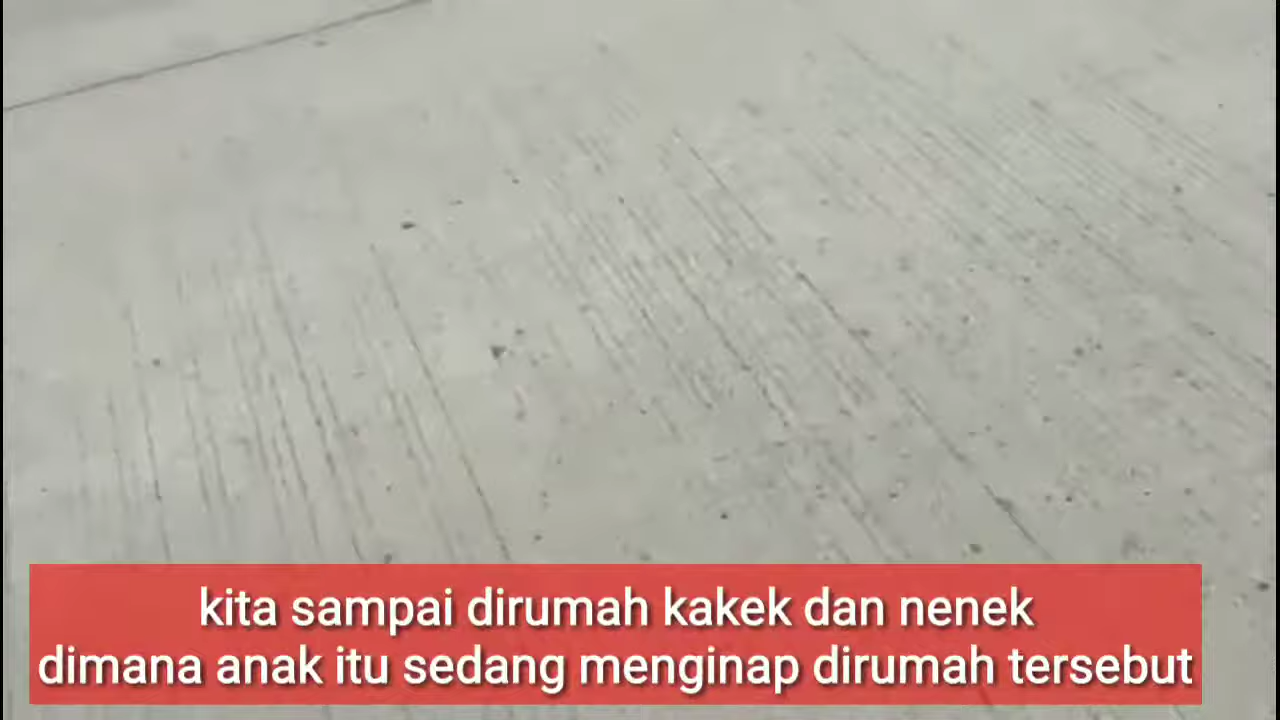 kita sampai dirumah kakek dan nenek
dimana anak itu sedang menginap dirumah tersebut